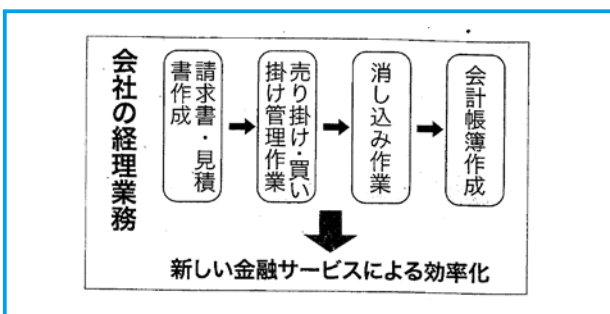 会社の経理業務
請求書・見積
書作成
売り掛け・買い
掛け管理作業
消し込み作業
会計帳簿作成
新しい金融サービスによる効率化